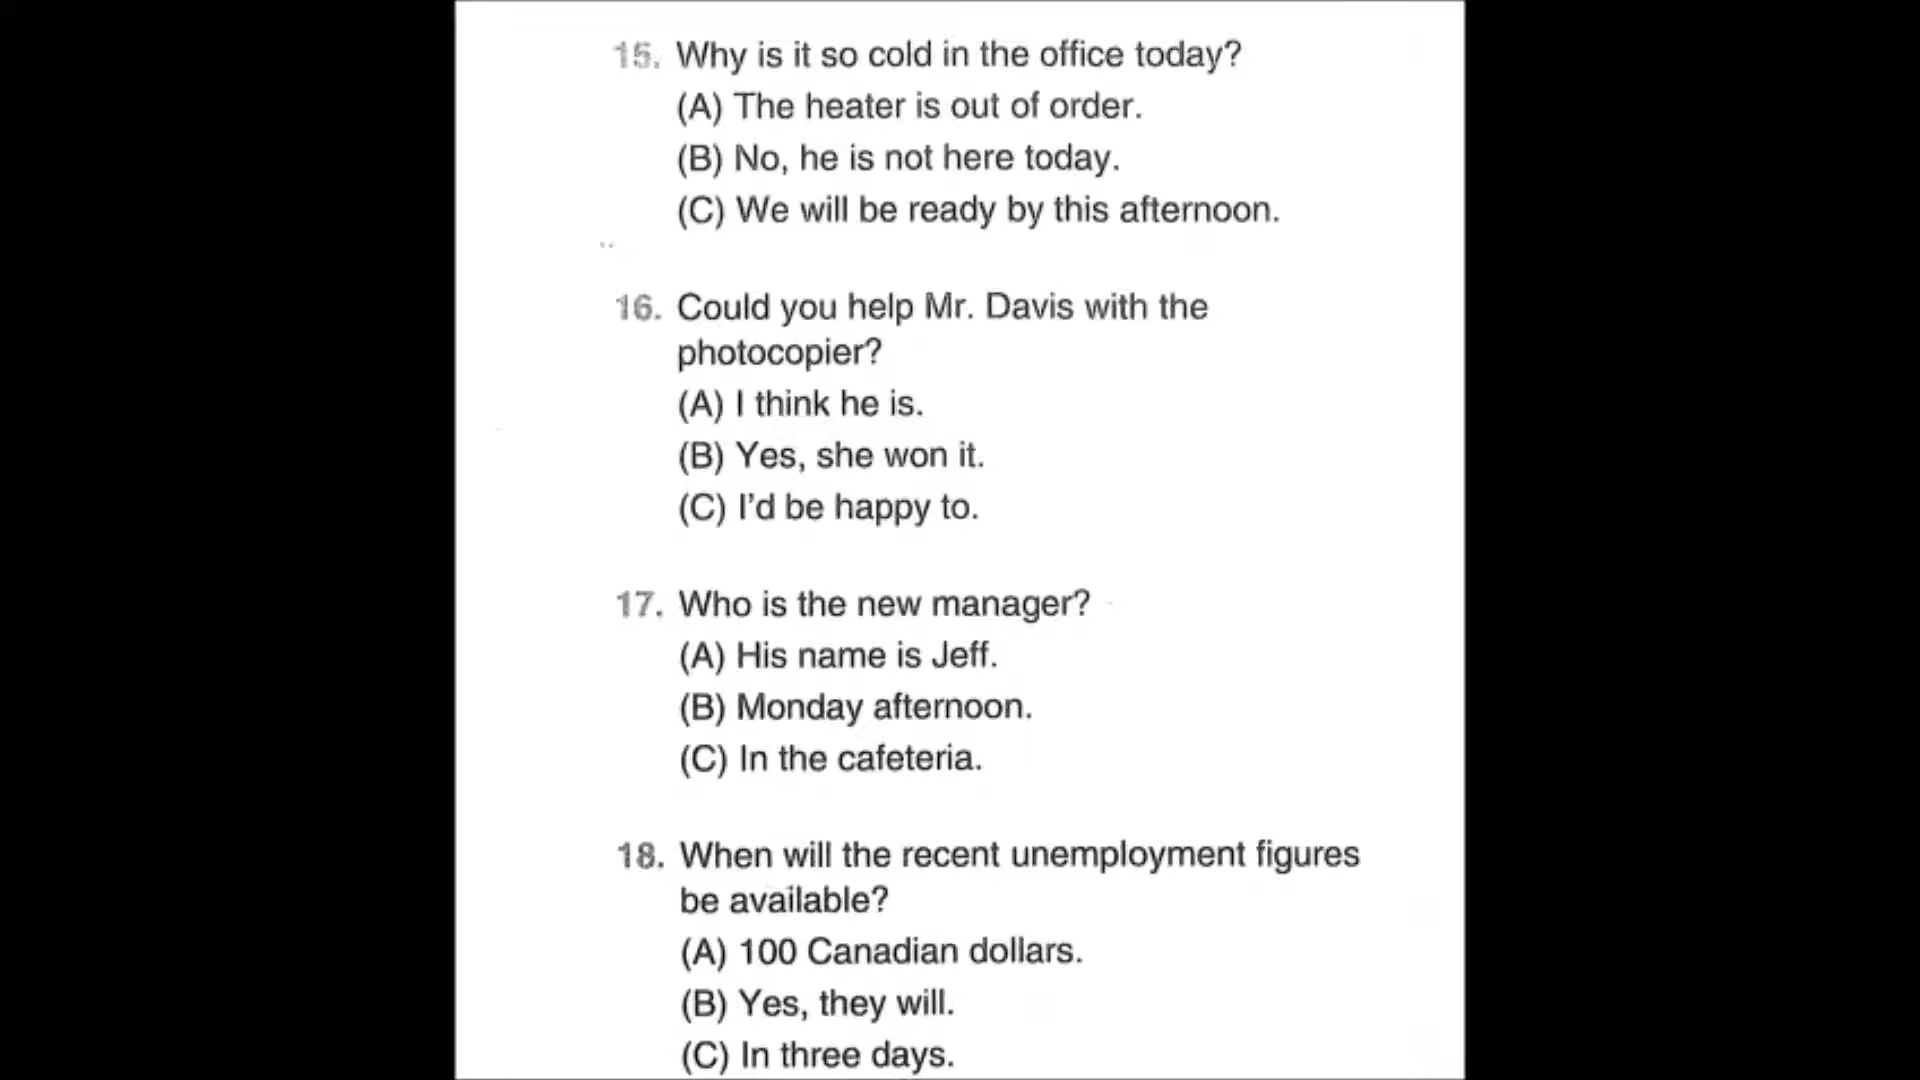 15. Why is it so cold in the office today?
(A) The heater is out of order.
(B) No, he is not here today.
(C) We will be ready by this afternoon.
16. Could you help Mr. Davis with the
photocopier?
(A) I think he is.
(B) Yes, she won it.
(C) I'd be happy to.
17. Who is the new manager?
(A) His name is Jeff.
(B) Monday afternoon.
(C) In the cafeteria.
18. When will the recent unemployment figures
be available?
(A) 100 Canadian dollars.
(B) Yes, they will.
(C) In three days.